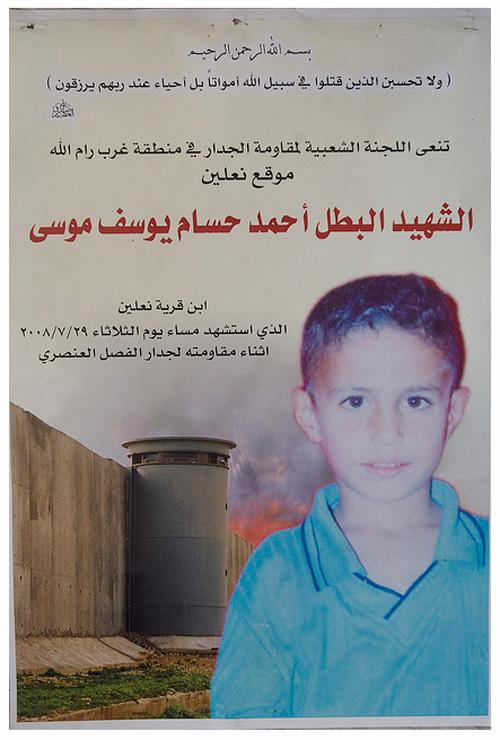 بسم الله الرحمن الرحيم
( ولا تحسبن الذين قتلوا في سبيل الله أمواتاً بل أحياء عند ربهم يرزقون )
تنعى اللجنة الشعبية لمقاومة الجدار في منطقة غرب رام الله
موقع نعلين
الشهيد البطل أحمد حسام يوسف موسى
ابن قرية نعلين
الذي استشهد مساء يوم الثلاثاء ٢٠٠٨/٧/٢٩
اثناء مقاومته لجدار الفصل العنصري